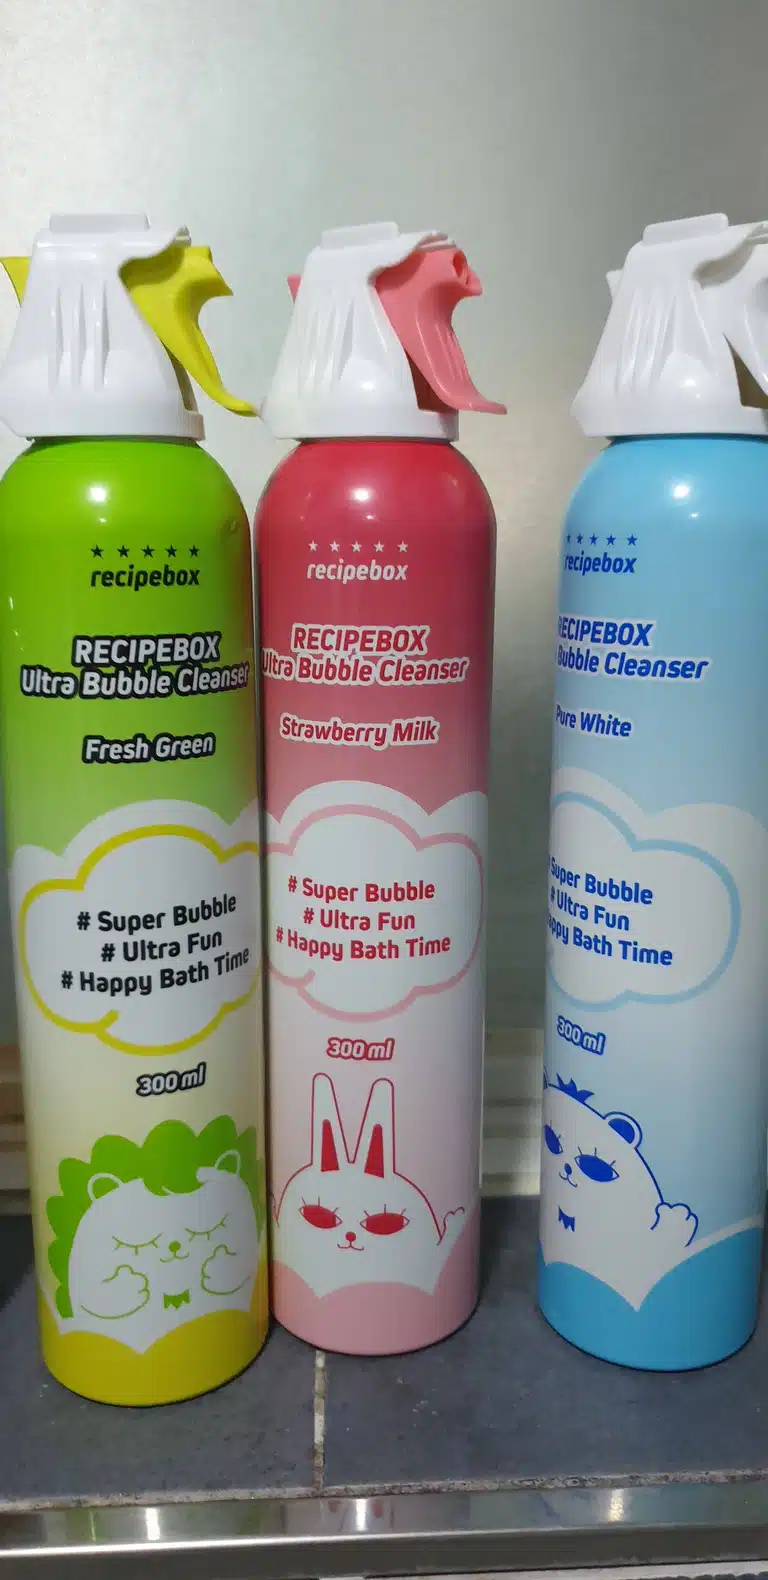 ★★★★★
recipebox
RECIPEBOX
Ultra Bubble Cleanser
Fresh Green
# Super Bubble
# Ultra Fun
# Happy Bath Time
300ml
★★★★★
recipebox
RECIPEBOX
Ultra Bubble Cleanser
Strawberry Milk
# Super Bubble
# Ultra Fun
# Happy Bath Time
300ml
★★★★★
recipebox
RECIPEBOX
Bubble Cleanser
Pure White
Super Bubble
# Ultra Fun
appy Bath Time
300ml